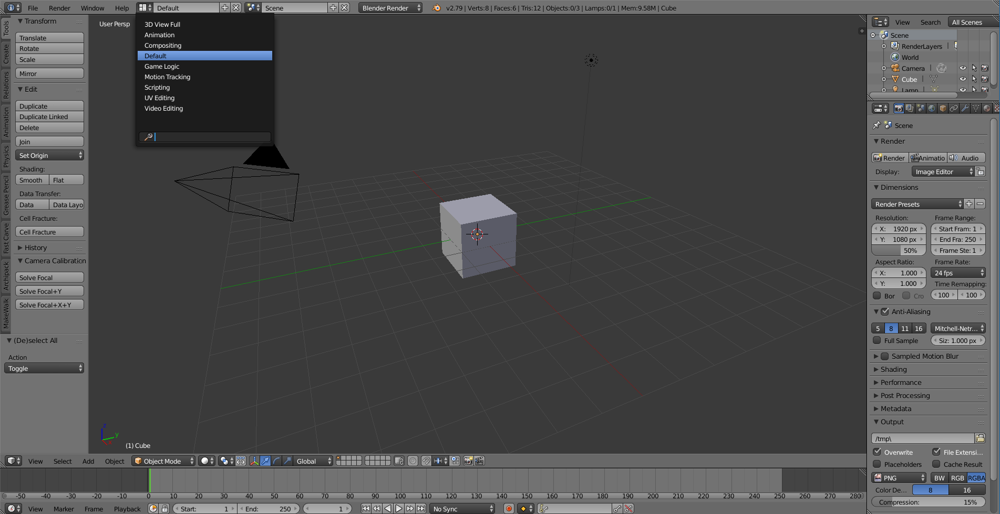 File Render Window Help Default Scene Blender Render v2.79 | Verts:8 | Faces:6 | Tris:12 | Objects:0/3 | Lamps:0/1 | Mem:9.58M | Cube
Tools
Create
Relations
Animation
Physics
Grease Pencil
Fast Carve
Archipack
MakeWalk
Transform
Translate
Rotate
Scale
Mirror
Edit
Duplicate
Duplicate Linked
Delete
Join
Set Origin
Shading:
Smooth Flat
Data Transfer:
Data Data Layo
Cell Fracture:
Cell Fracture
History
Camera Calibration
Solve Focal
Solve Focal+Y
Solve Focal+X+Y
(De)select All
Action
Toggle
User Persp
3D View Full
Animation
Compositing
Default
Game Logic
Motion Tracking
Scripting
UV Editing
Video Editing
z
y
x
(1) Cube
View Select Add Object Object Mode Global
-50 -40 -30 -20 -10 0 10 20 30 40 50 60 70 80 90 100 110 120 130 140 150 160 170 180 190 200 210 220 230 240 250 260 270 280
View Marker Frame Playback Start: 1 End: 250 1 No Sync
View Search All Scenes
Scene
RenderLayers
World
Camera
Cube
Lamp
Scene
Render
Render Animatio Audio
Display: Image Editor
Dimensions
Render Presets
Resolution: Frame Range:
X: 1920 px Start Fram: 1
Y: 1080 px End Fra: 250
50% Frame Ste: 1
Aspect Ratio: Frame Rate:
X: 1.000 24 fps
Y: 1.000 Time Remapping:
Bor Cro 100 100
Anti-Aliasing
5 8 11 16 Mitchell-Netr...
Full Sample Siz: 1.000 px
Sampled Motion Blur
Shading
Performance
Post Processing
Metadata
Output
/tmp\
Overwrite File Extensi...
Placeholders Cache Result
PNG BW RGB RGBA
Color De... 8 16
Compression: 15%